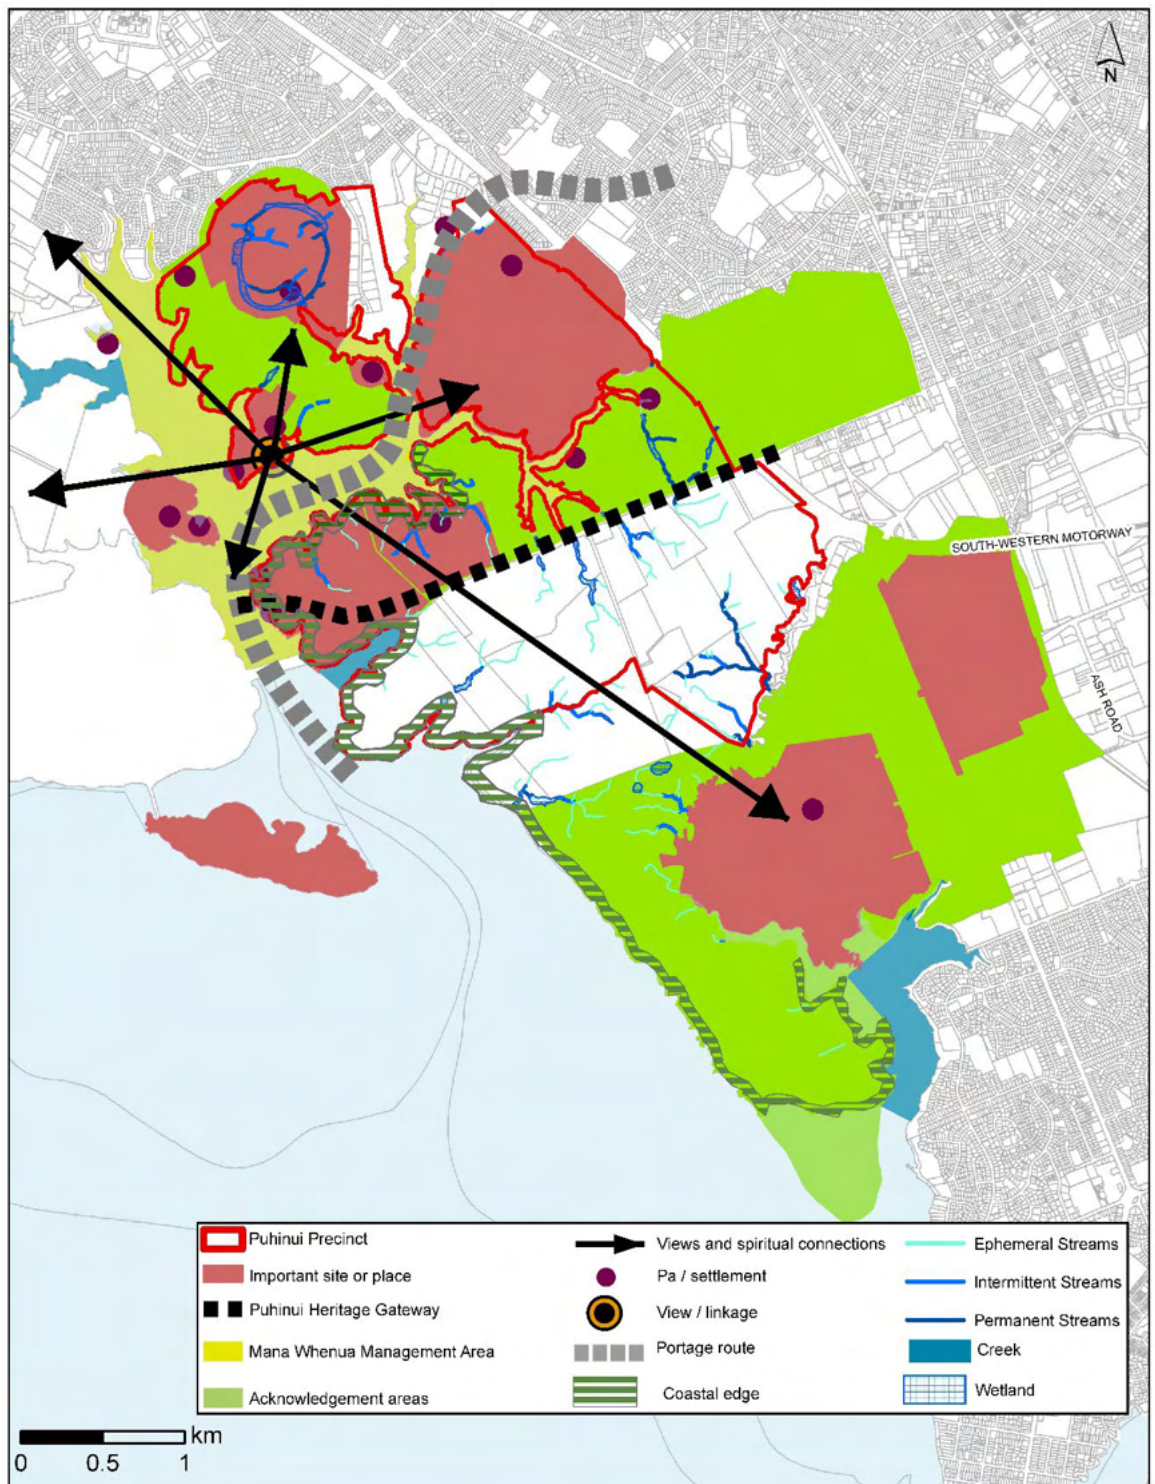 N
SOUTH-WESTERN MOTORWAY
ASH ROAD
Puhinui Precinct
Important site or place
Puhinui Heritage Gateway
Mana Whenua Management Area
Acknowledgement areas
Views and spiritual connections
Pa / settlement
View / linkage
Portage route
Coastal edge
Ephemeral Streams
Intermittent Streams
Permanent Streams
Creek
Wetland
km
0 0.5 1